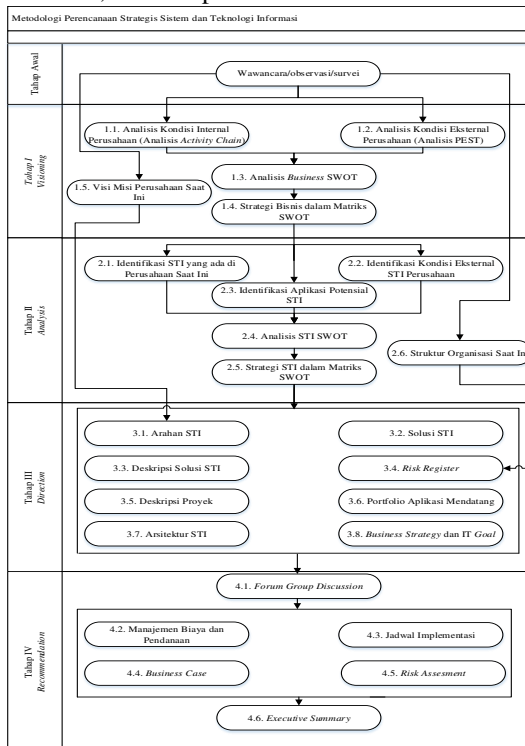 Metodologi Perencanaan Strategis Sistem dan Teknologi Informasi
Tahap Awal
Wawancara/observasi/survei
Tahap I
Visioning
1.1. Analisis Kondisi Internal
Perusahaan (Analisis Activity Chain)
1.2. Analisis Kondisi Eksternal
Perusahaan (Analisis PEST)
1.3. Analisis Business SWOT
1.5. Visi Misi Perusahaan Saat
Ini
1.4. Strategi Bisnis dalam Matriks
SWOT
Tahap II
Analysis
2.1. Identifikasi STI yang ada di
Perusahaan Saat Ini
2.2. Identifikasi Kondisi Eksternal
STI Perusahaan
2.3. Identifikasi Aplikasi Potensial
STI
2.4. Analisis STI SWOT
2.6. Struktur Organisasi Saat Ini
2.5. Strategi STI dalam Matriks
SWOT
Tahap III
Direction
3.1. Arahan STI
3.2. Solusi STI
3.3. Deskripsi Solusi STI
3.4. Risk Register
3.5. Deskripsi Proyek
3.6. Portfolio Aplikasi Mendatang
3.7. Arsitektur STI
3.8. Business Strategy dan IT Goal
Tahap IV
Recommendation
4.1. Forum Group Discussion
4.2. Manajemen Biaya dan
Pendanaan
4.3. Jadwal Implementasi
4.4. Business Case
4.5. Risk Assesment
4.6. Executive Summary